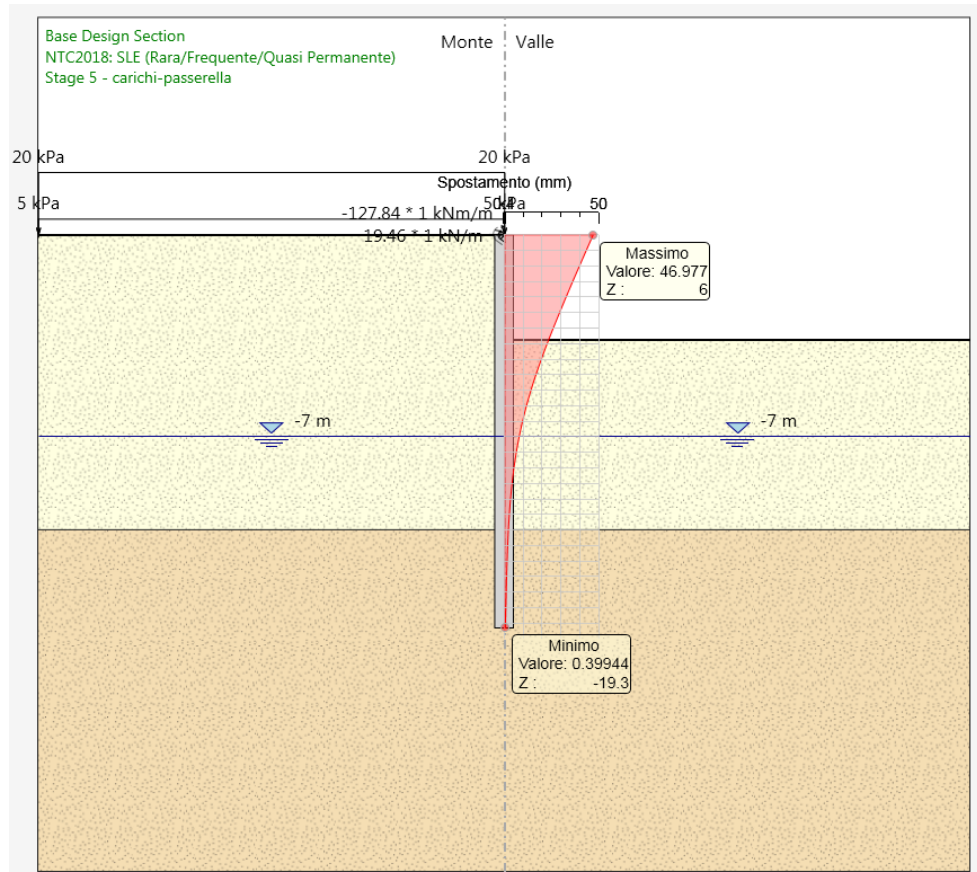 Base Design Section
NTC2018: SLE (Rara/Frequente/Quasi Permanente)
Stage 5 - carichi-passerella
Monte
Valle
20 kPa
20 kPa
Spostamento (mm)
5 kPa
50
-127.84 * 1 kNm/m
19.46 * 1 kN/m
Massimo
Valore: 46.977
Z : 6
-7 m
-7 m
Minimo
Valore: 0.39944
Z : -19.3